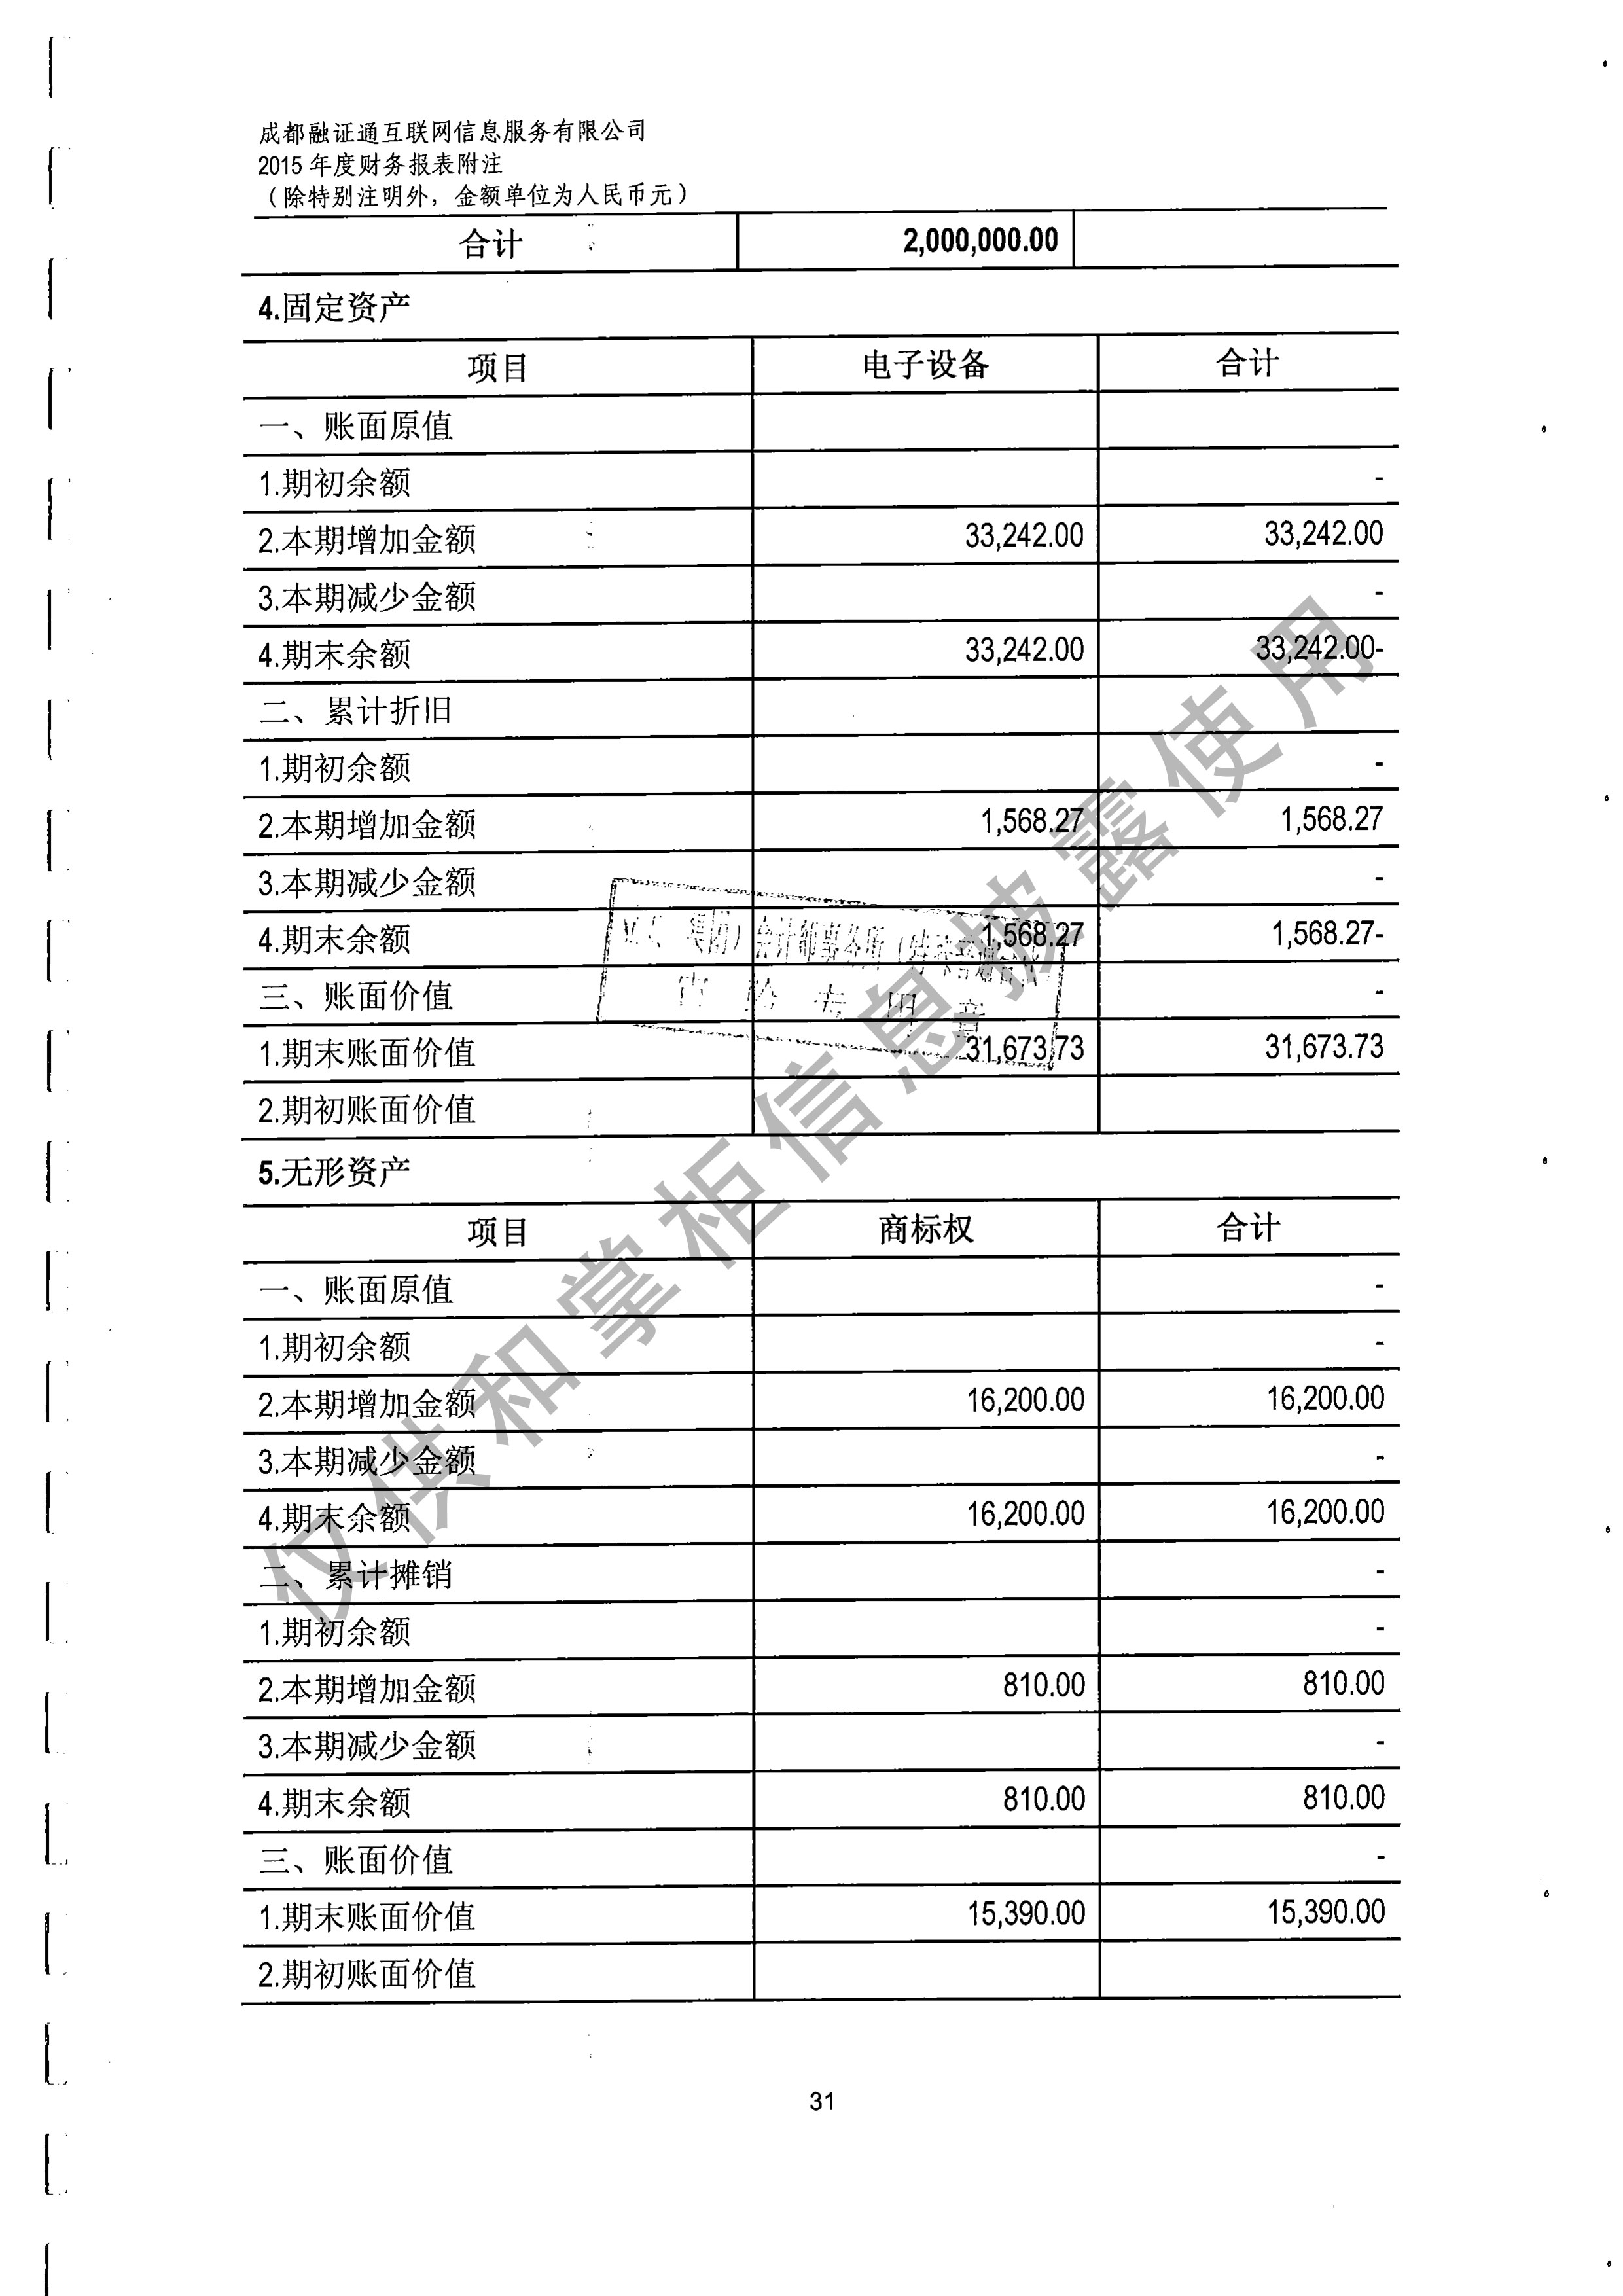 成都融证通互联网信息服务有限公司
2015 年度财务报表附注
（除特别注明外，金额单位为人民币元）
合计 2,000,000.00
4.固定资产
项目 电子设备 合计
一、账面原值
1.期初余额 -
2.本期增加金额 33,242.00 33,242.00
3.本期减少金额 -
4.期末余额 33,242.00 33,242.00-
二、累计折旧
1.期初余额 -
2.本期增加金额 1,568.27 1,568.27
3.本期减少金额 -
4.期末余额 1,568.27 1,568.27-
三、账面价值 -
1.期末账面价值 31,673.73 31,673.73
2.期初账面价值
5.无形资产
项目 商标权 合计
一、账面原值 -
1.期初余额 -
2.本期增加金额 16,200.00 16,200.00
3.本期减少金额 -
4.期末余额 16,200.00 16,200.00
二、累计摊销 -
1.期初余额 -
2.本期增加金额 810.00 810.00
3.本期减少金额 -
4.期末余额 810.00 810.00
三、账面价值 -
1.期末账面价值 15,390.00 15,390.00
2.期初账面价值
仅供和掌柜信息披露使用
31